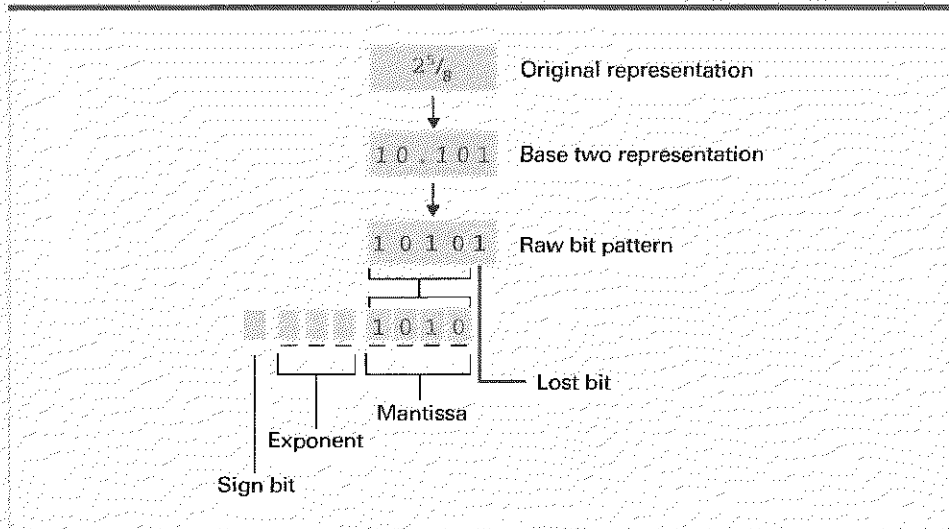 2⅝ Original representation
10.101 Base two representation
10101 Raw bit pattern
1010
Lost bit
Mantissa
Exponent
Sign bit